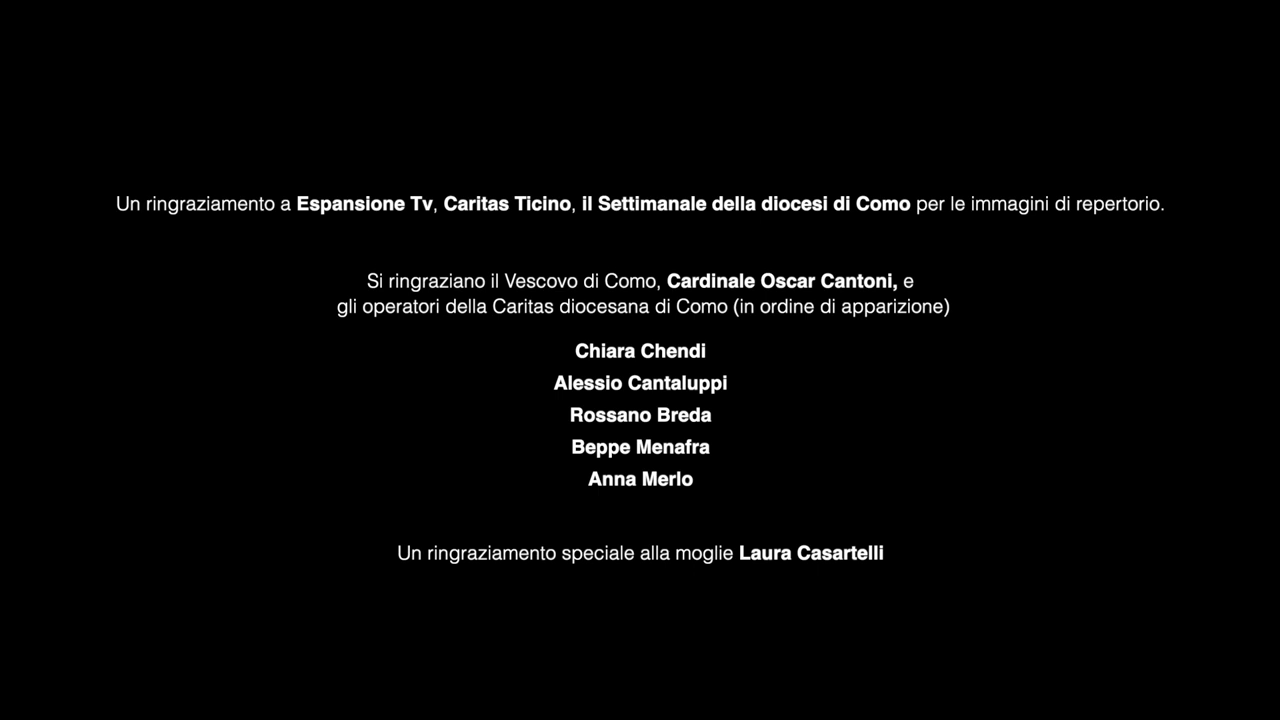 Un ringraziamento a Espansione Tv, Caritas Ticino, il Settimanale della diocesi di Como per le immagini di repertorio.
Si ringraziano il Vescovo di Como, Cardinale Oscar Cantoni, e
gli operatori della Caritas diocesana di Como (in ordine di apparizione)
Chiara Chendi
Alessio Cantaluppi
Rossano Breda
Beppe Menafra
Anna Merlo
Un ringraziamento speciale alla moglie Laura Casartelli